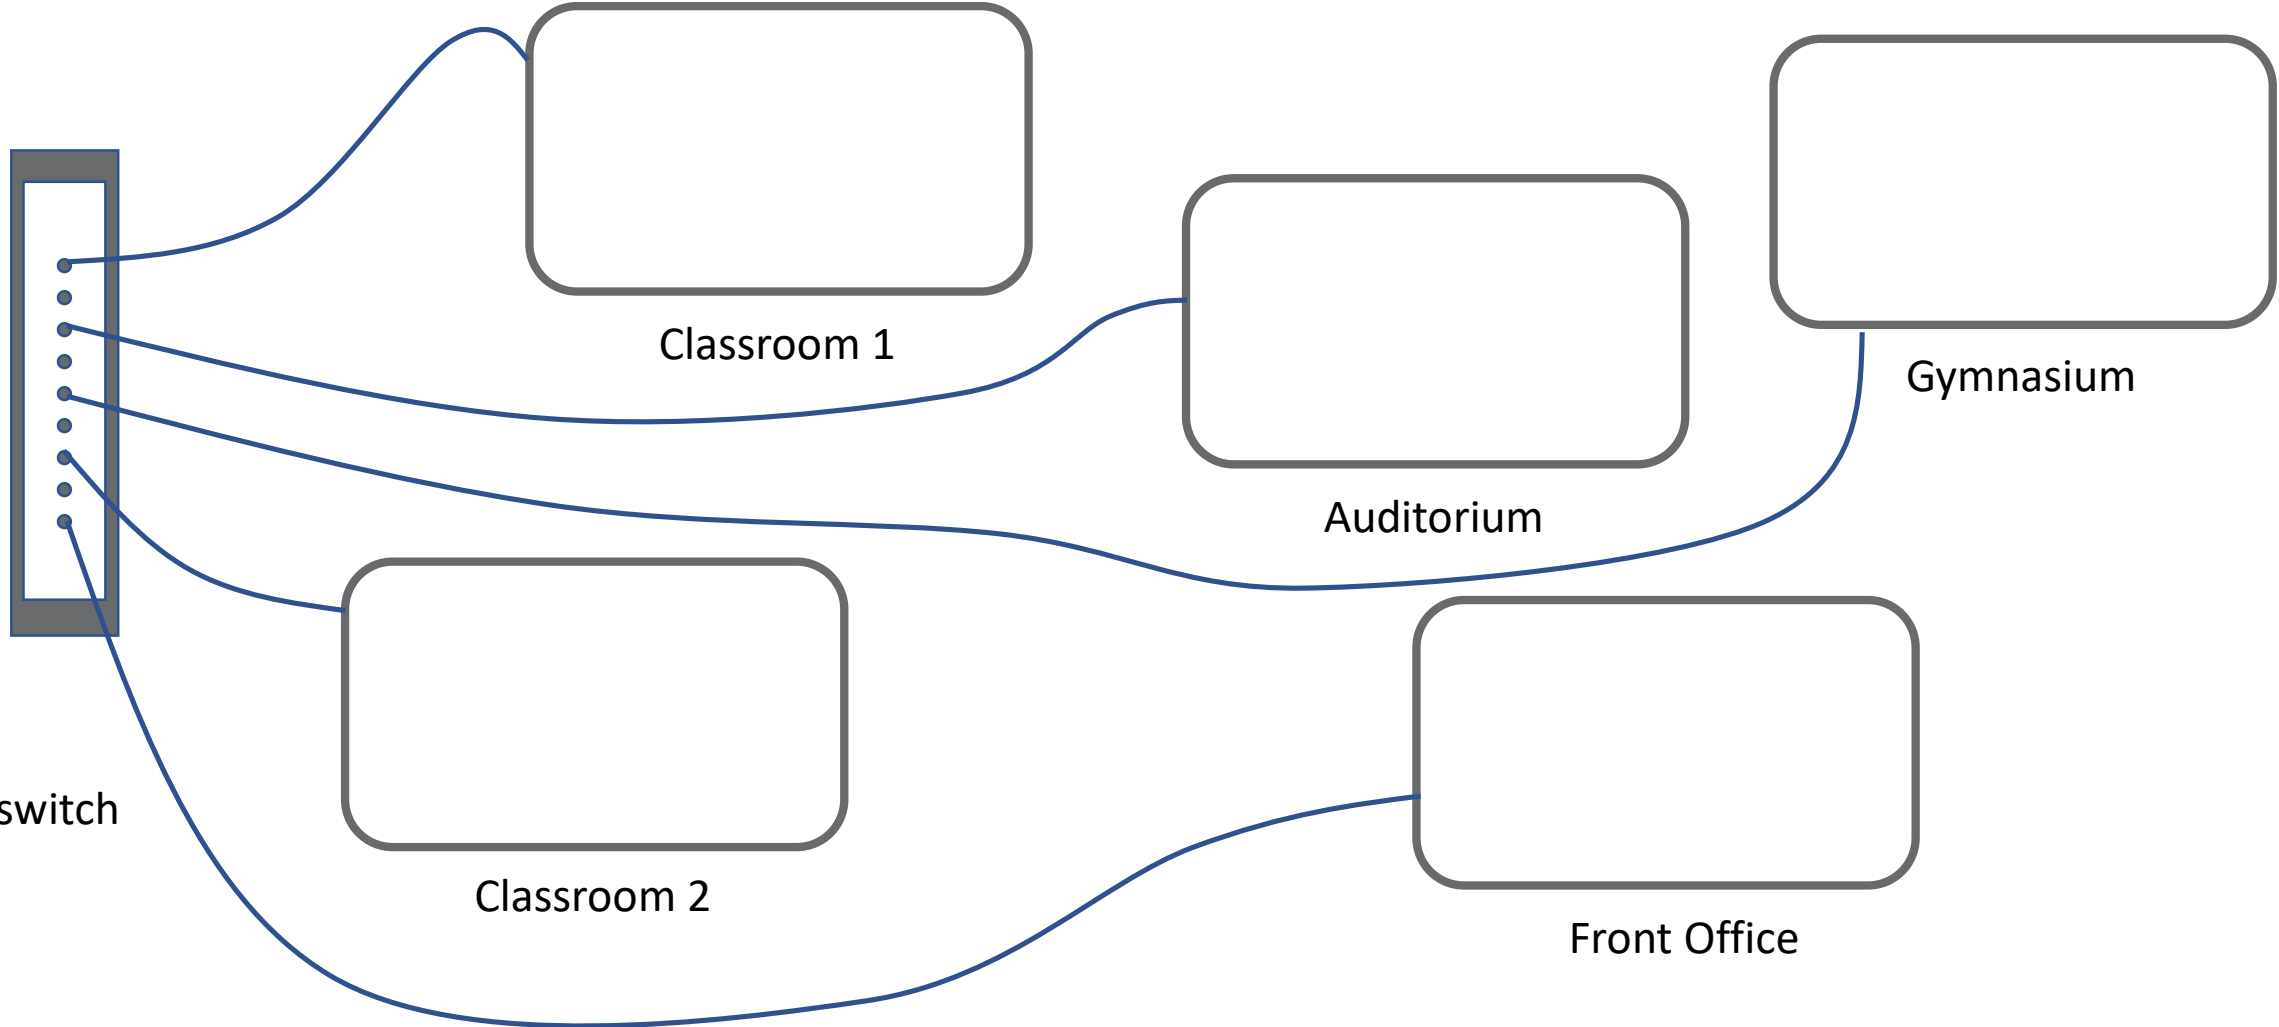 Classroom 1
Gymnasium
Auditorium
switch
Classroom 2
Front Office